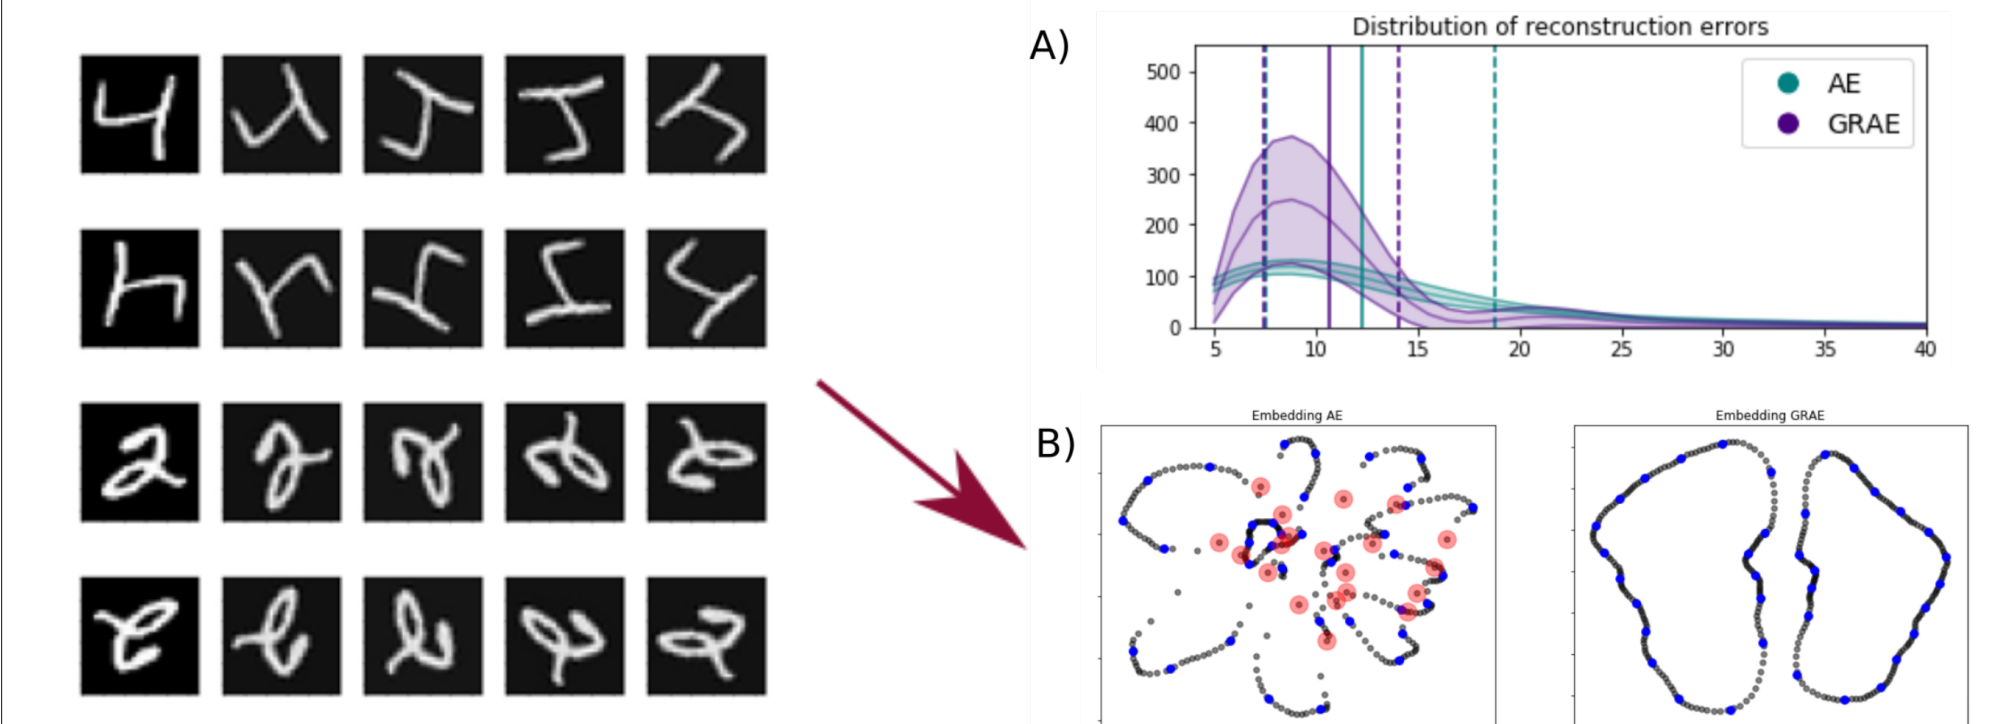 A)
Distribution of reconstruction errors
500
400
300
200
100
0
5 10 15 20 25 30 35 40
AE
GRAE
B)
Embedding AE
Embedding GRAE